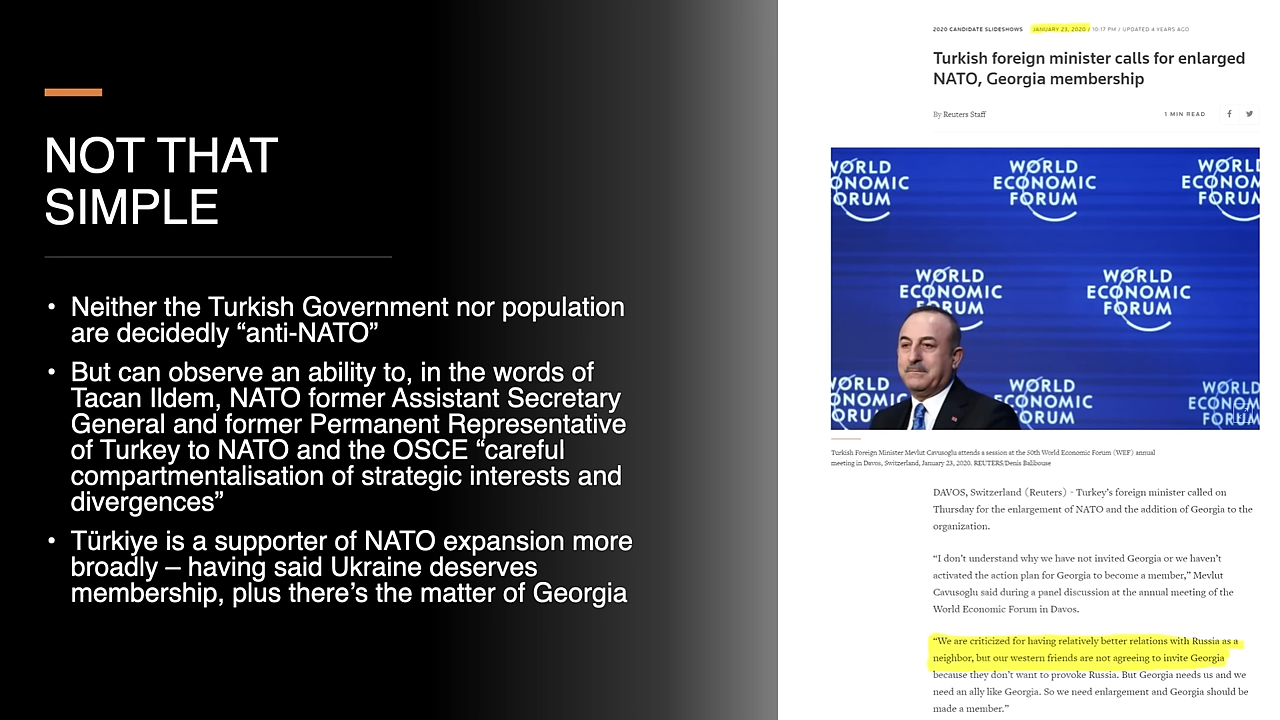 NOT THAT
SIMPLE
• Neither the Turkish Government nor population
are decidedly “anti-NATO”
• But can observe an ability to, in the words of
Tacan Ildem, NATO former Assistant Secretary
General and former Permanent Representative
of Turkey to NATO and the OSCE “careful
compartmentalisation of strategic interests and
divergences”
• Türkiye is a supporter of NATO expansion more
broadly – having said Ukraine deserves
membership, plus there’s the matter of Georgia
2020 CANDIDATE SLIDESHOWS JANUARY 23, 2020 / 10:17 PM / UPDATED 4 YEARS AGO
Turkish foreign minister calls for enlarged
NATO, Georgia membership
By Reuters Staff
1 MIN READ
WORLD ECONOMIC FORUM
WORLD ECONOMIC FORUM
WORLD ECONOMIC FORUM
WORLD ECONOMIC FORUM
WORLD ECONOMIC FORUM
WORLD ECONOMIC FORUM
WORLD ECONOMIC FORUM
WORLD ECONOMIC FORUM
Turkish Foreign Minister Mevlut Cavusoglu attends a session at the 50th World Economic Forum (WEF) annual
meeting in Davos, Switzerland, January 23, 2020. REUTERS/Denis Balibouse
DAVOS, Switzerland (Reuters) - Turkey’s foreign minister called on
Thursday for the enlargement of NATO and the addition of Georgia to the
organization.
“I don’t understand why we have not invited Georgia or we haven’t
activated the action plan for Georgia to become a member,” Mevlut
Cavusoglu said during a panel discussion at the annual meeting of the
World Economic Forum in Davos.
“We are criticized for having relatively better relations with Russia as a
neighbor, but our western friends are not agreeing to invite Georgia
because they don’t want to provoke Russia. But Georgia needs us and we
need an ally like Georgia. So we need enlargement and Georgia should be
made a member.”